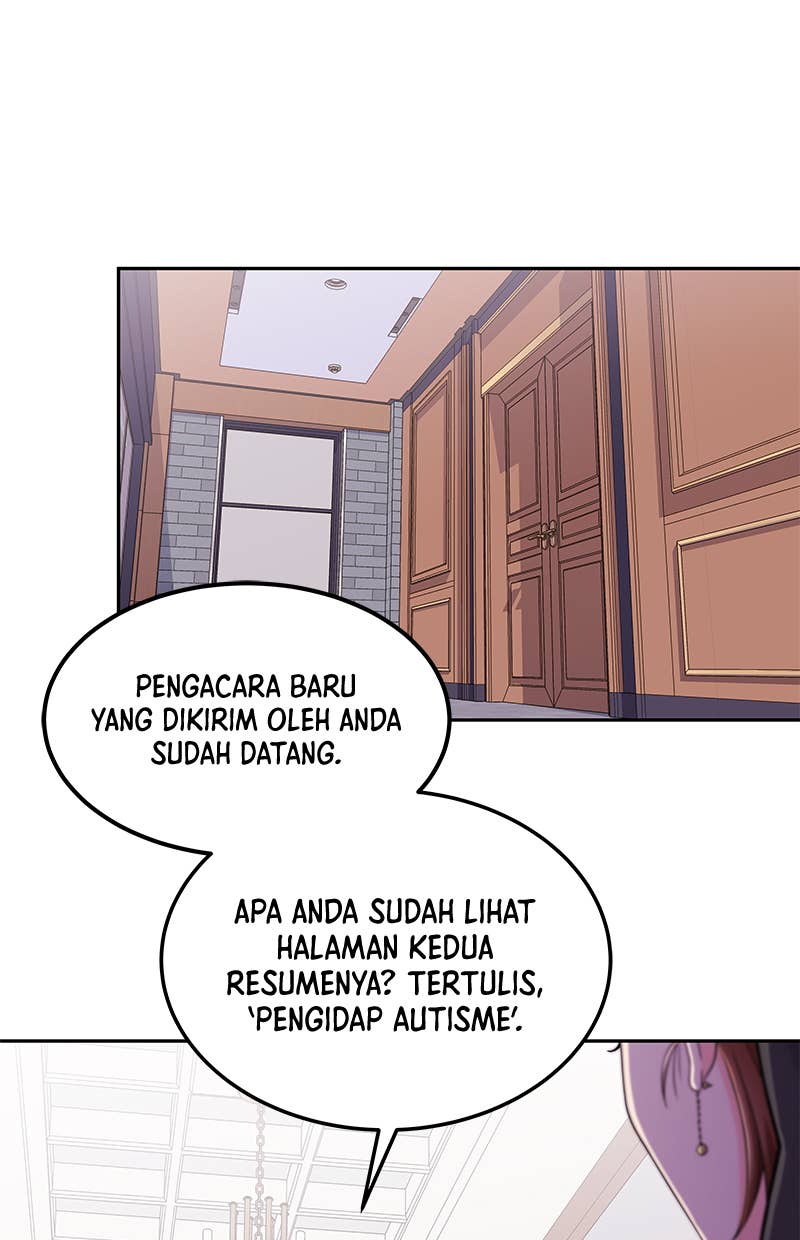 PENGACARA BARU
YANG DIKIRIM OLEH ANDA
SUDAH DATANG.
APA ANDA SUDAH LIHAT
HALAMAN KEDUA
RESUMENYA? TERTULIS,
‘PENGIDAP AUTISME’.